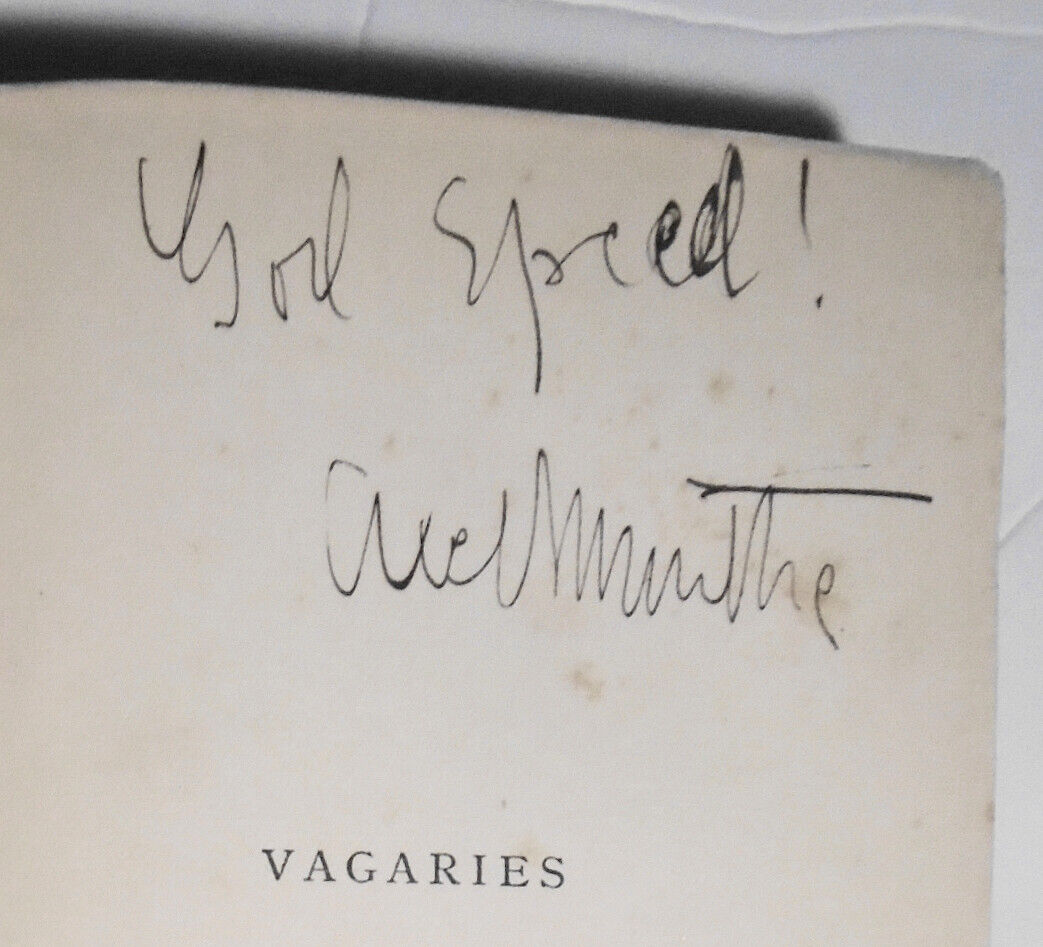 God Speed!
Axel Munthe
VAGARIES